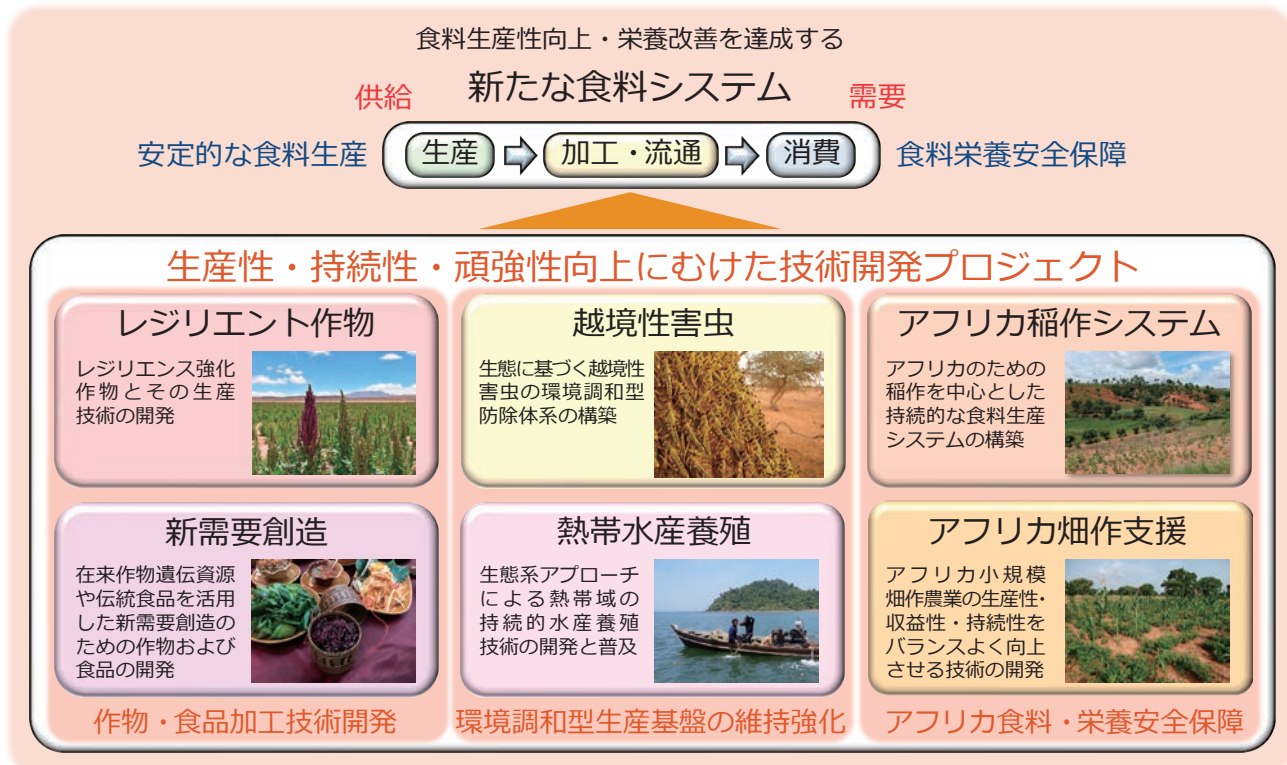 食料生産性向上・栄養改善を達成する
供給 新たな食料システム 需要
安定的な食料生産 生産 加工・流通 消費 食料栄養安全保障
生産性・持続性・頑強性向上にむけた技術開発プロジェクト
レジリエント作物
レジリエンス強化
作物とその生産
技術の開発
越境性害虫
生態に基づく越境性
害虫の環境調和型
防除体系の構築
アフリカ稲作システム
アフリカのための
稲作を中心とした
持続的な食料生産
システムの構築
新需要創造
在来作物遺伝資源
や伝統食品を活用
した新需要創造の
ための作物および
食品の開発
熱帯水産養殖
生態系アプローチ
による熱帯域の
持続的水産養殖
技術の開発と普及
アフリカ畑作支援
アフリカ小規模
畑作農業の生産性・
収益性・持続性を
バランスよく向上
させる技術の開発
作物・食品加工技術開発
環境調和型生産基盤の維持強化
アフリカ食料・栄養安全保障